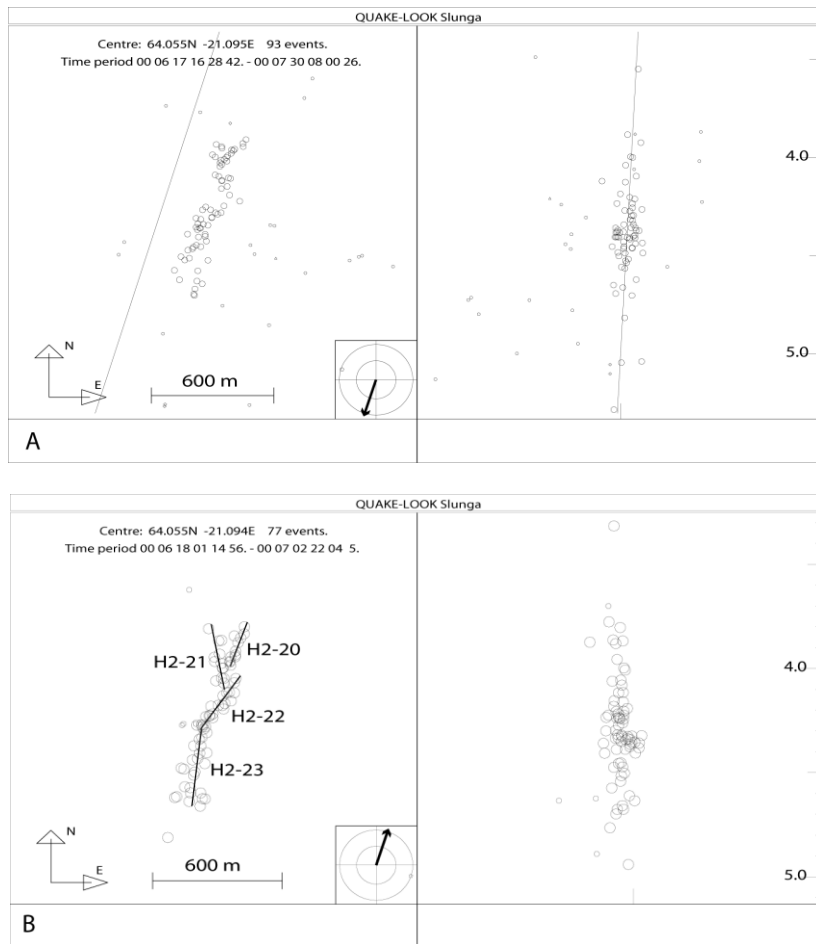 QUAKE-LOOK Slunga
Centre: 64.055N -21.095E 93 events.
Time period 00 06 17 16 28 42. - 00 07 30 08 00 26.
4.0
5.0
N
E
600 m
A
QUAKE-LOOK Slunga
Centre: 64.055N -21.094E 77 events.
Time period 00 06 18 01 14 56. - 00 07 02 22 04 5.
H2-21
H2-20
H2-22
H2-23
4.0
5.0
N
E
600 m
B